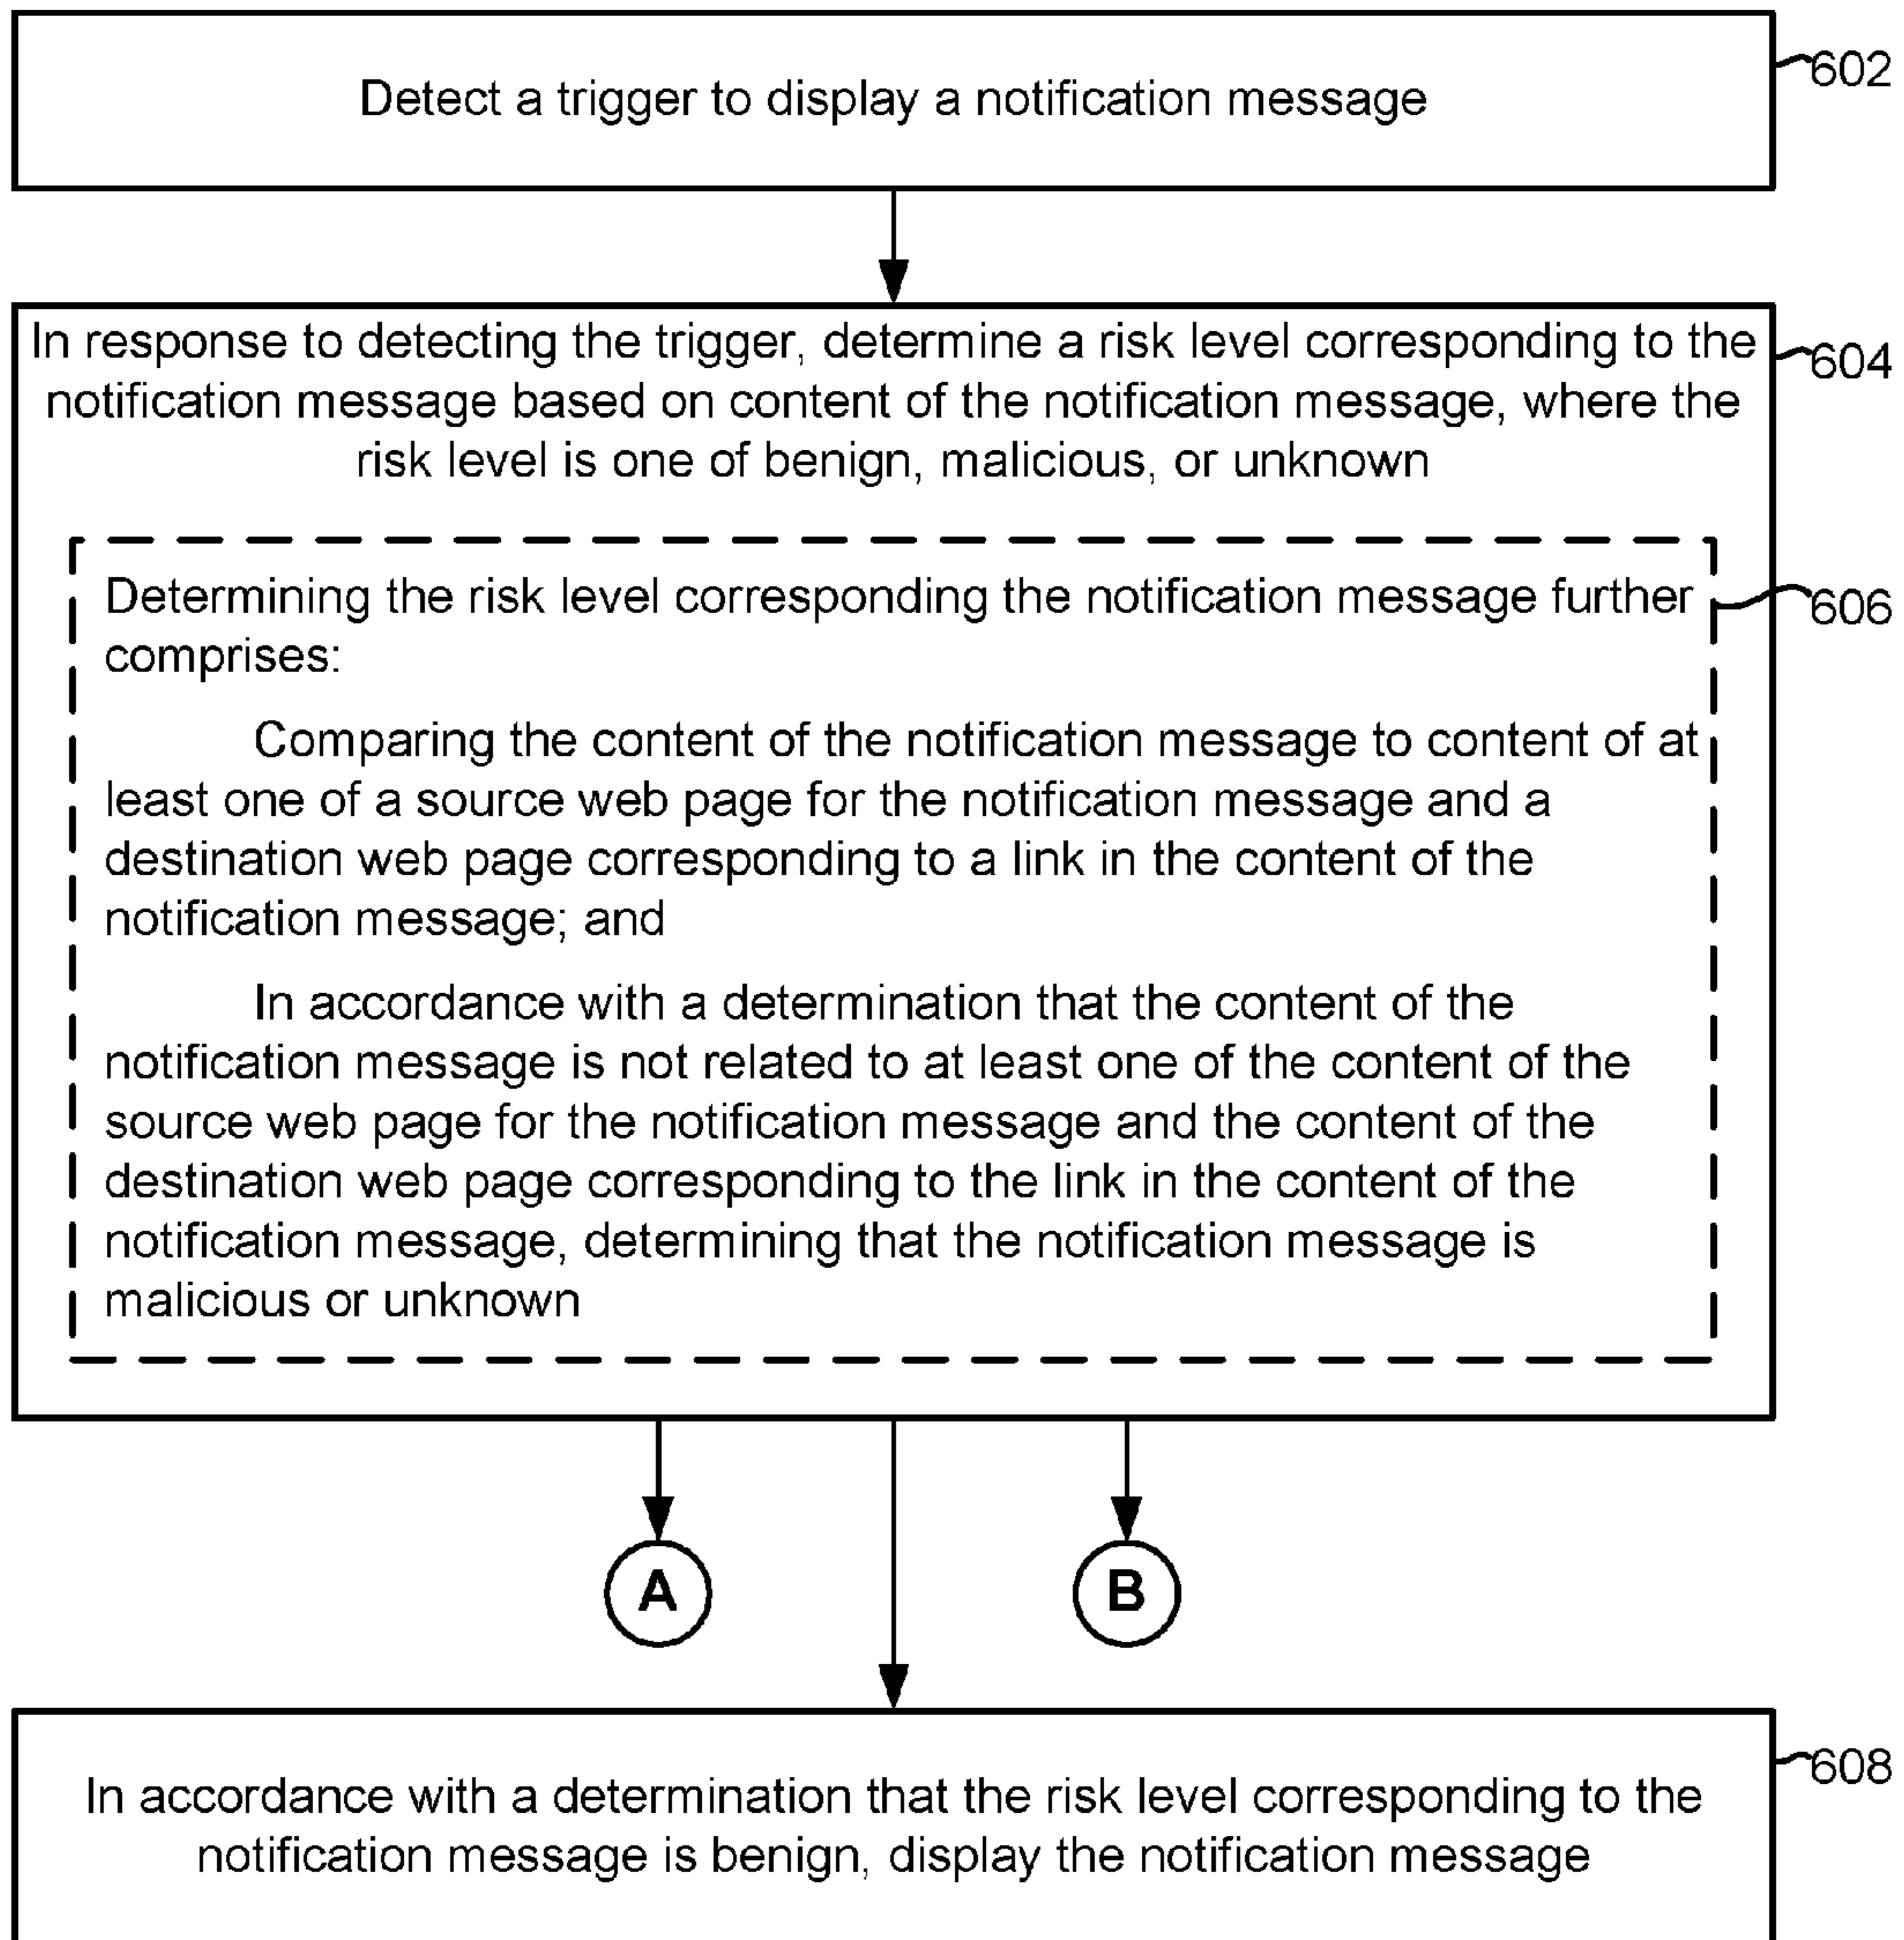 Detect a trigger to display a notification message
602
In response to detecting the trigger, determine a risk level corresponding to the
notification message based on content of the notification message, where the
risk level is one of benign, malicious, or unknown
604
Determining the risk level corresponding the notification message further
comprises:
606
Comparing the content of the notification message to content of at
least one of a source web page for the notification message and a
destination web page corresponding to a link in the content of the
notification message; and
In accordance with a determination that the content of the
notification message is not related to at least one of the content of the
source web page for the notification message and the content of the
destination web page corresponding to the link in the content of the
notification message, determining that the notification message is
malicious or unknown
A
B
In accordance with a determination that the risk level corresponding to the
notification message is benign, display the notification message
608